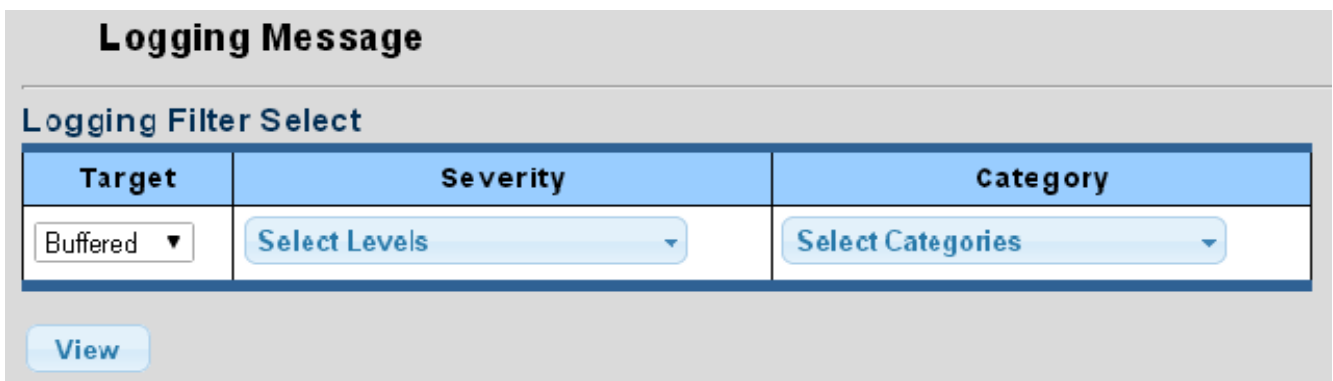 Logging Message
Logging Filter Select
Target Severity Category
Buffered Select Levels Select Categories
View